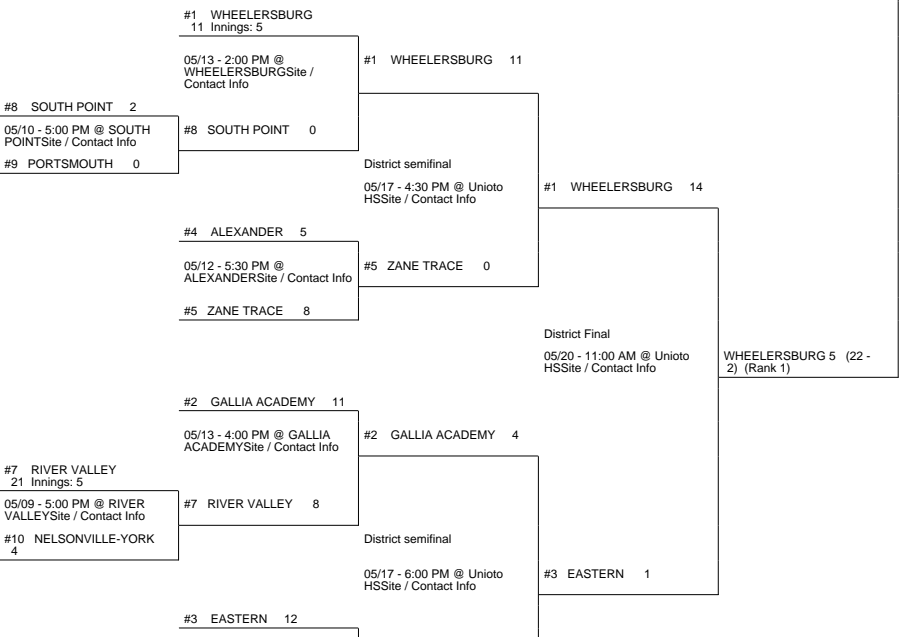 #1 WHEELERSBURG
11 Innings: 5
05/13 - 2:00 PM @
WHEELERSBURGSite /
Contact Info
#1 WHEELERSBURG 11
#8 SOUTH POINT 2
05/10 - 5:00 PM @ SOUTH
POINTSite / Contact Info
#8 SOUTH POINT 0
#9 PORTSMOUTH 0
District semifinal
05/17 - 4:30 PM @ Unioto
HSSite / Contact Info
#1 WHEELERSBURG 14
#4 ALEXANDER 5
05/12 - 5:30 PM @
ALEXANDERSite / Contact Info
#5 ZANE TRACE 0
#5 ZANE TRACE 8
District Final
05/20 - 11:00 AM @ Unioto
HSSite / Contact Info
WHEELERSBURG 5 (22 -
2) (Rank 1)
#2 GALLIA ACADEMY 11
05/13 - 4:00 PM @ GALLIA
ACADEMYSite / Contact Info
#2 GALLIA ACADEMY 4
#7 RIVER VALLEY
21 Innings: 5
05/09 - 5:00 PM @ RIVER
VALLEYSite / Contact Info
#7 RIVER VALLEY 8
#10 NELSONVILLE-YORK
4
District semifinal
05/17 - 6:00 PM @ Unioto
HSSite / Contact Info
#3 EASTERN 1
#3 EASTERN 12